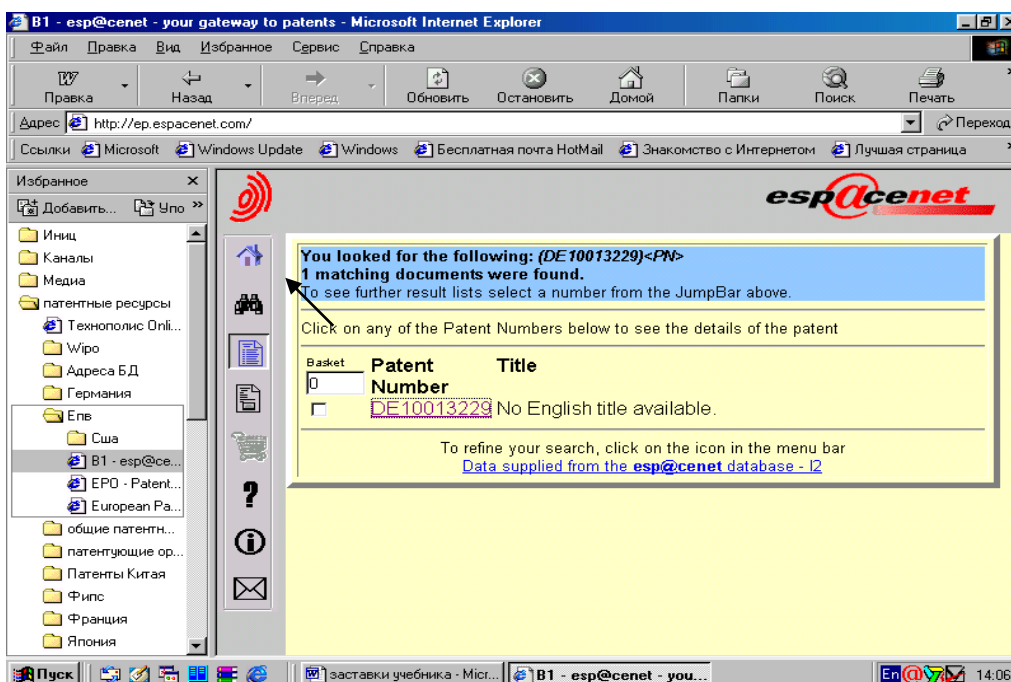 B1 - esp@cenet - your gateway to patents - Microsoft Internet Explorer
Файл Правка Вид Избранное Сервис Справка
Правка Назад Вперед Обновить Остановить Домой Папки Поиск Печать
Адрес http://ep.espacenet.com/ Переход
Ссылки Microsoft Windows Update Windows Бесплатная почта HotMail Знакомство с Интернетом Лучшая страница
Избранное
Добавить... Упо
Иниц
Каналы
Медиа
патентные ресурсы
Технополис Onli...
Wipo
Адреса БД
Германия
Епв
Сша
B1 - esp@ce...
EPO - Patent...
European Pa...
общие патентн...
патентующие ор...
Патенты Китая
Фипс
Франция
Япония
esp@cenet
You looked for the following: (DE10013229)<PN>
1 matching documents were found.
To see further result lists select a number from the JumpBar above.
Click on any of the Patent Numbers below to see the details of the patent
Basket Patent Number Title
0
DE10013229 No English title available.
To refine your search, click on the icon in the menu bar
Data supplied from the esp@cenet database - I2
Пуск заставки учебника - Micr... B1 - esp@cenet - you... En 14:06